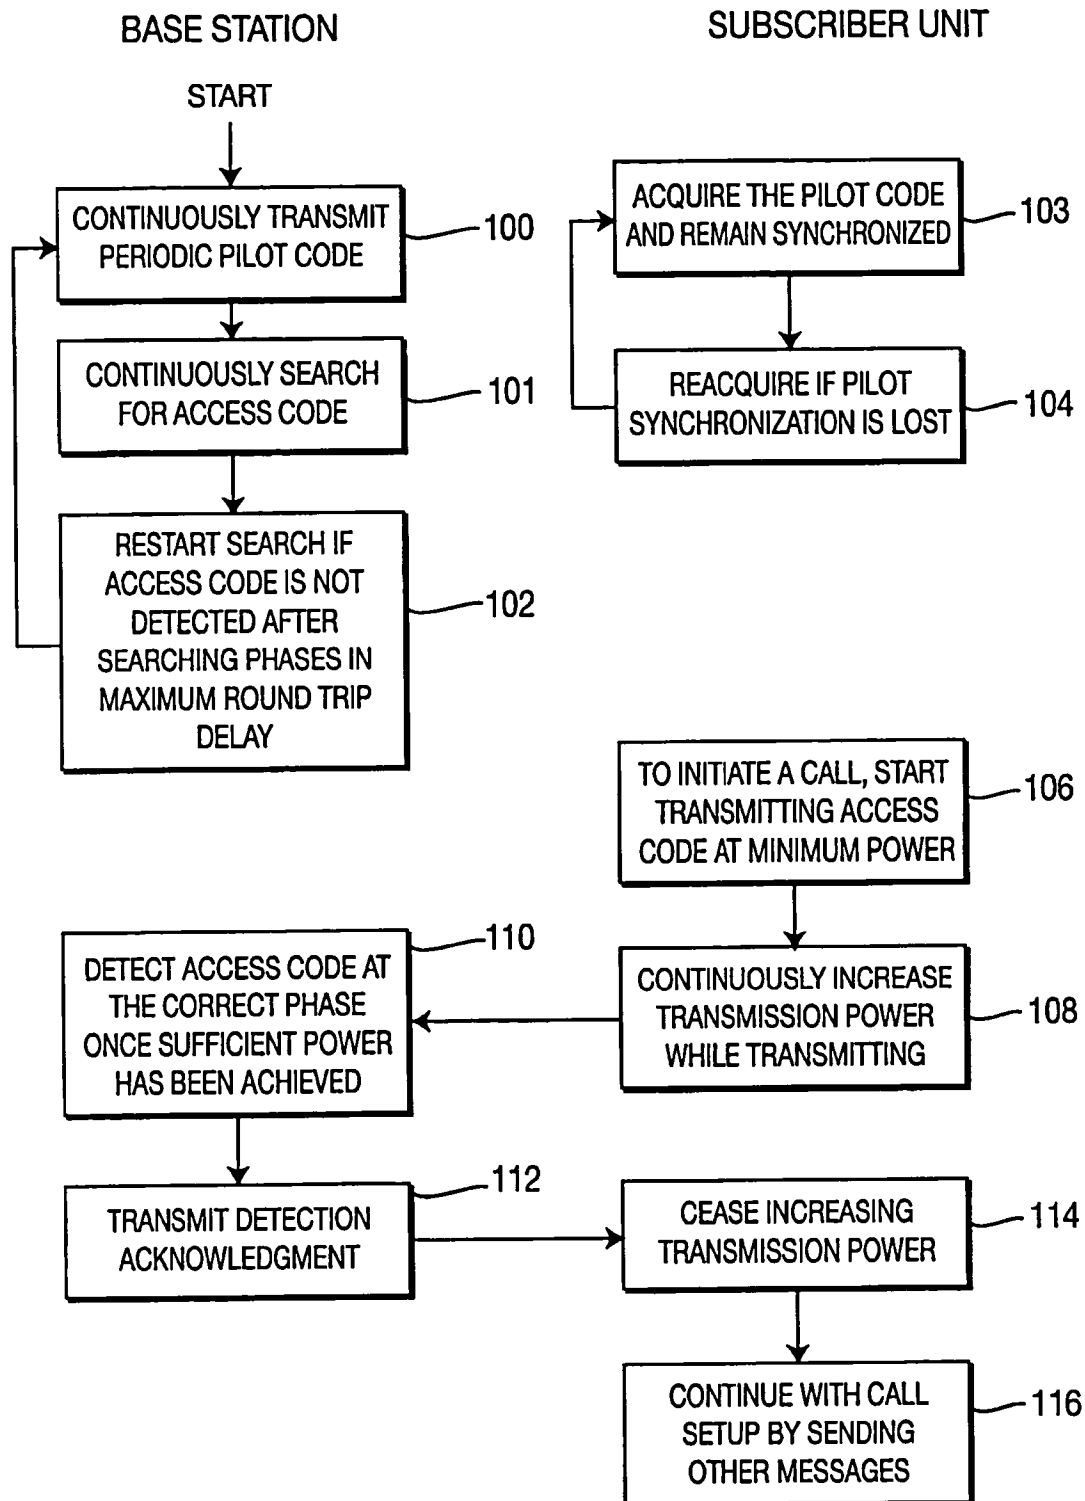 BASE STATION
SUBSCRIBER UNIT
START
CONTINUOUSLY TRANSMIT
PERIODIC PILOT CODE
100
CONTINUOUSLY SEARCH
FOR ACCESS CODE
101
RESTART SEARCH IF
ACCESS CODE IS NOT
DETECTED AFTER
SEARCHING PHASES IN
MAXIMUM ROUND TRIP
DELAY
102
ACQUIRE THE PILOT CODE
AND REMAIN SYNCHRONIZED
103
REACQUIRE IF PILOT
SYNCHRONIZATION IS LOST
104
TO INITIATE A CALL, START
TRANSMITTING ACCESS
CODE AT MINIMUM POWER
106
CONTINUOUSLY INCREASE
TRANSMISSION POWER
WHILE TRANSMITTING
108
DETECT ACCESS CODE AT
THE CORRECT PHASE
ONCE SUFFICIENT POWER
HAS BEEN ACHIEVED
110
TRANSMIT DETECTION
ACKNOWLEDGMENT
112
CEASE INCREASING
TRANSMISSION POWER
114
CONTINUE WITH CALL
SETUP BY SENDING
OTHER MESSAGES
116